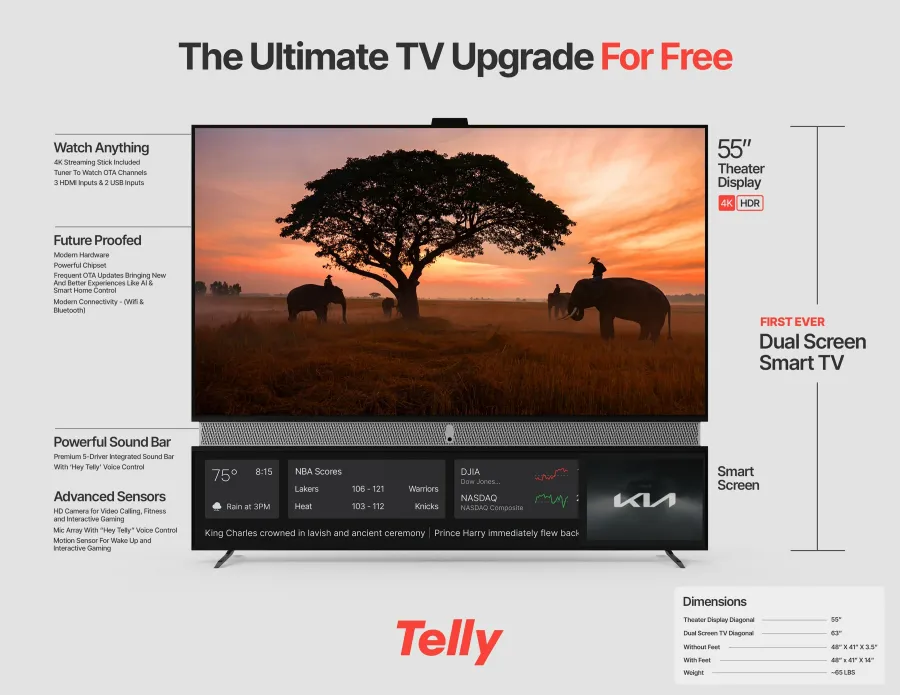 The Ultimate TV Upgrade For Free
Watch Anything
4K Streaming Stick Included
Tuner To Watch OTA Channels
3 HDMI Inputs & 2 USB Inputs
Future Proofed
Modern Hardware
Powerful Chipset
Frequent OTA Updates Bringing New
And Better Experiences Like AI &
Smart Home Control
Modern Connectivity - (Wifi &
Bluetooth)
Powerful Sound Bar
Premium 5-Driver Integrated Sound Bar
With 'Hey Telly' Voice Control
Advanced Sensors
HD Camera for Video Calling, Fitness
and Interactive Gaming
Mic Array With "Hey Telly" Voice Control
Motion Sensor For Wake Up and
Interactive Gaming
55"
Theater
Display
4K HDR
FIRST EVER
Dual Screen
Smart TV
Smart
Screen
75° 8:15
Rain at 3PM
NBA Scores
Lakers 106 - 121 Warriors
Heat 103 - 112 Knicks
DJIA
Dow Jones...
NASDAQ
NASDAQ Composite
KIA
King Charles crowned in lavish and ancient ceremony | Prince Harry immediately flew back
Telly
Dimensions
Theater Display Diagonal 55"
Dual Screen TV Diagonal 63"
Without Feet 48" X 41" X 3.5"
With Feet 48" x 41" X 14"
Weight ~65 LBS